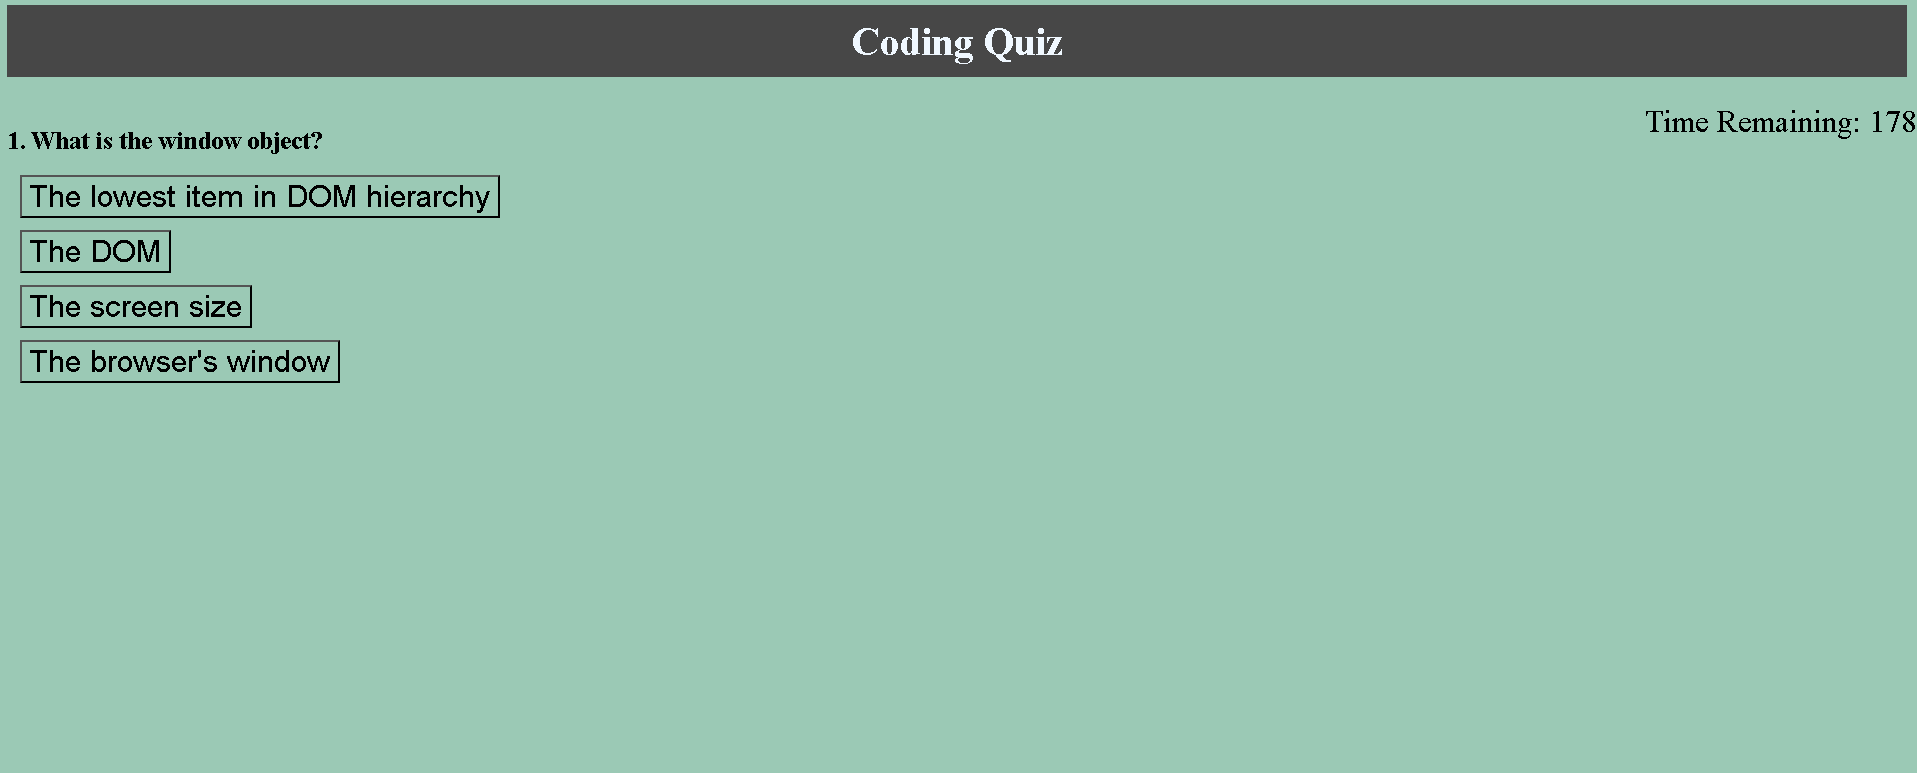 Coding Quiz
Time Remaining: 178
1. What is the window object?
The lowest item in DOM hierarchy
The DOM
The screen size
The browser's window